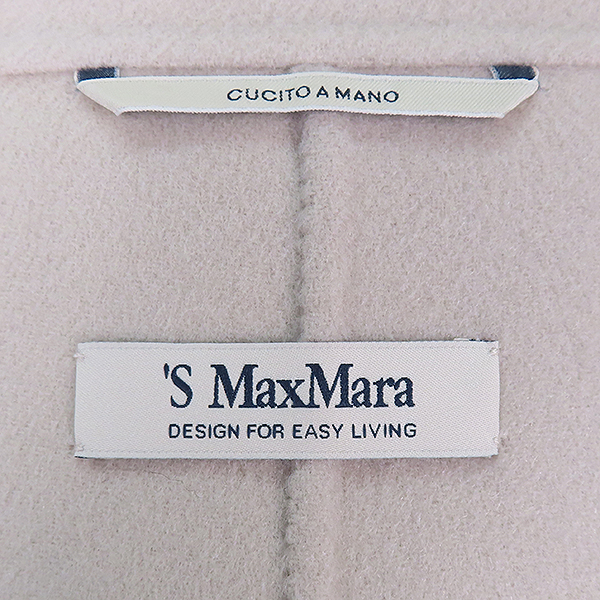 CUCITO A MANO
'S MaxMara
DESIGN FOR EASY LIVING